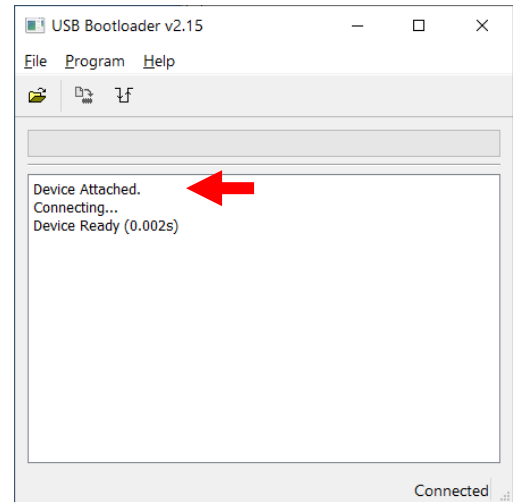 USB Bootloader v2.15
File Program Help
Device Attached.
Connecting...
Device Ready (0.002s)
Connected